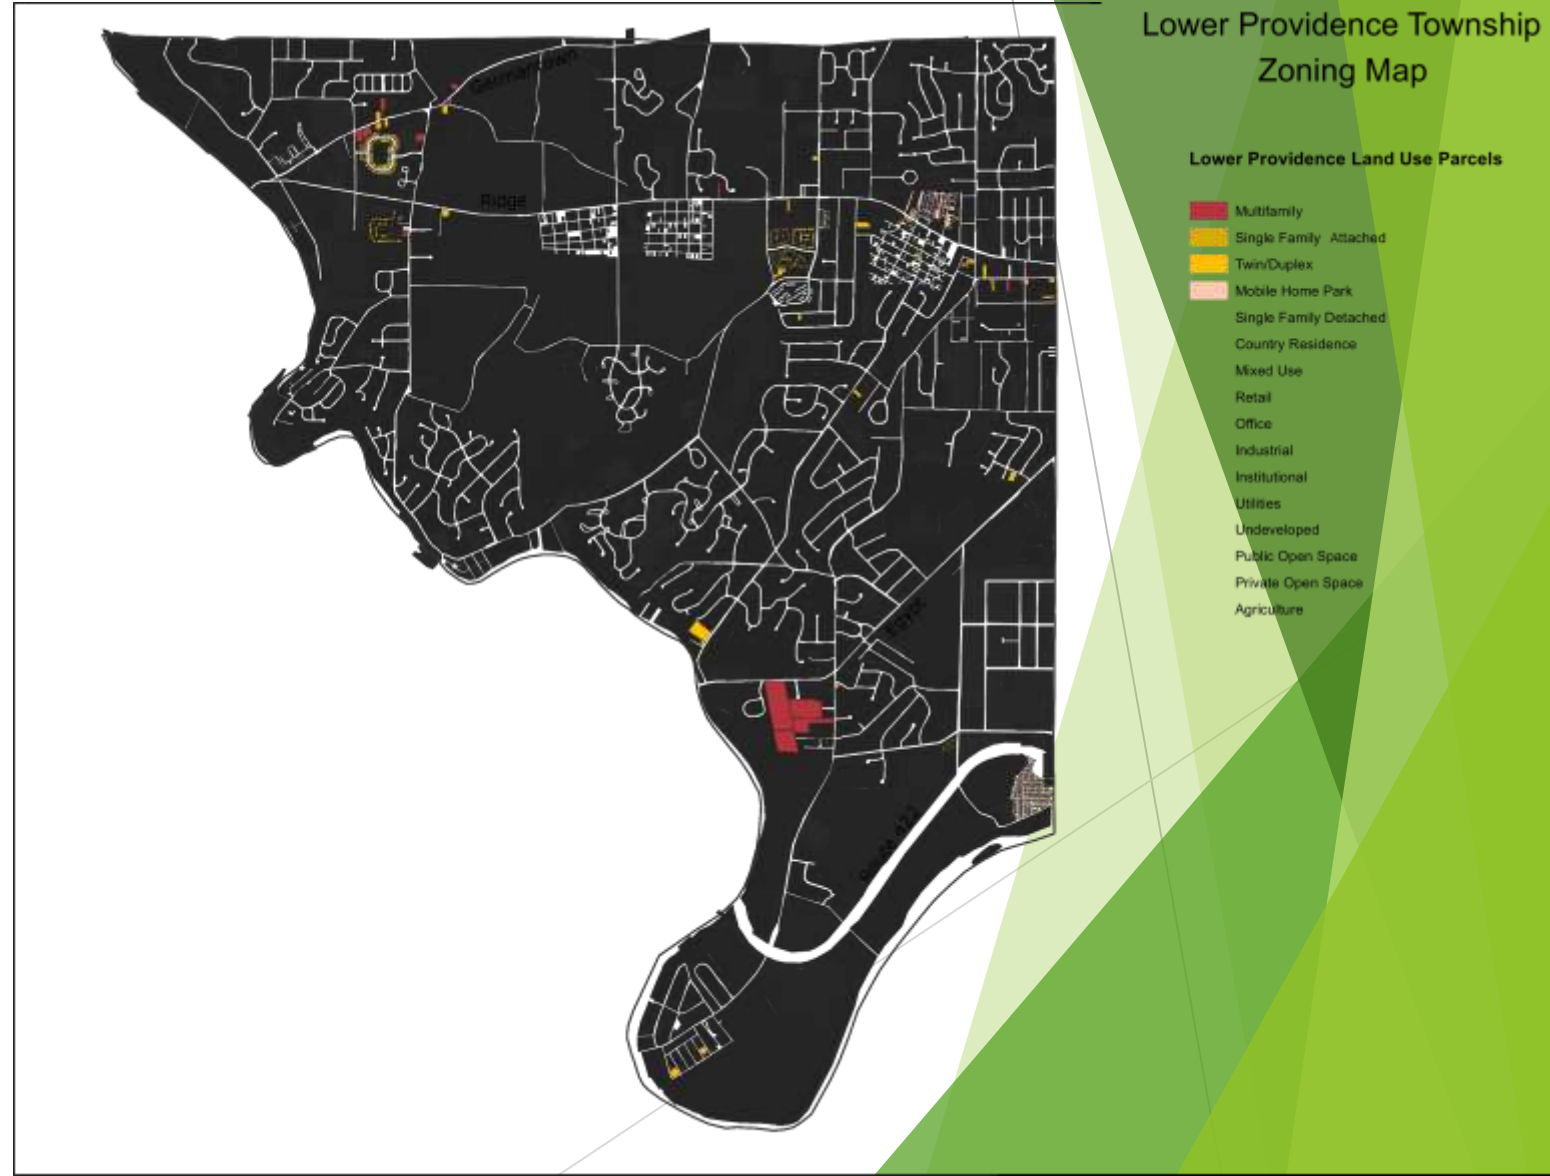 Lower Providence Township
Zoning Map
Lower Providence Land Use Parcels
Multifamily
Single Family Attached
Twin/Duplex
Mobile Home Park
Single Family Detached
Country Residence
Mixed Use
Retail
Office
Industrial
Institutional
Utilities
Undeveloped
Public Open Space
Private Open Space
Agriculture
Germantown
Ridge
Egypt
Route 422